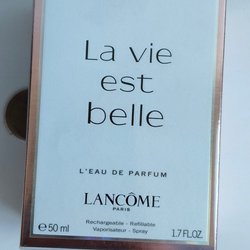 La vie
est
belle
L'EAU DE PARFUM
LANCÔME
PARIS
Rechargeable - Refillable
Vaporisateur - Spray
℮ 50 ml 1.7 FL.OZ.